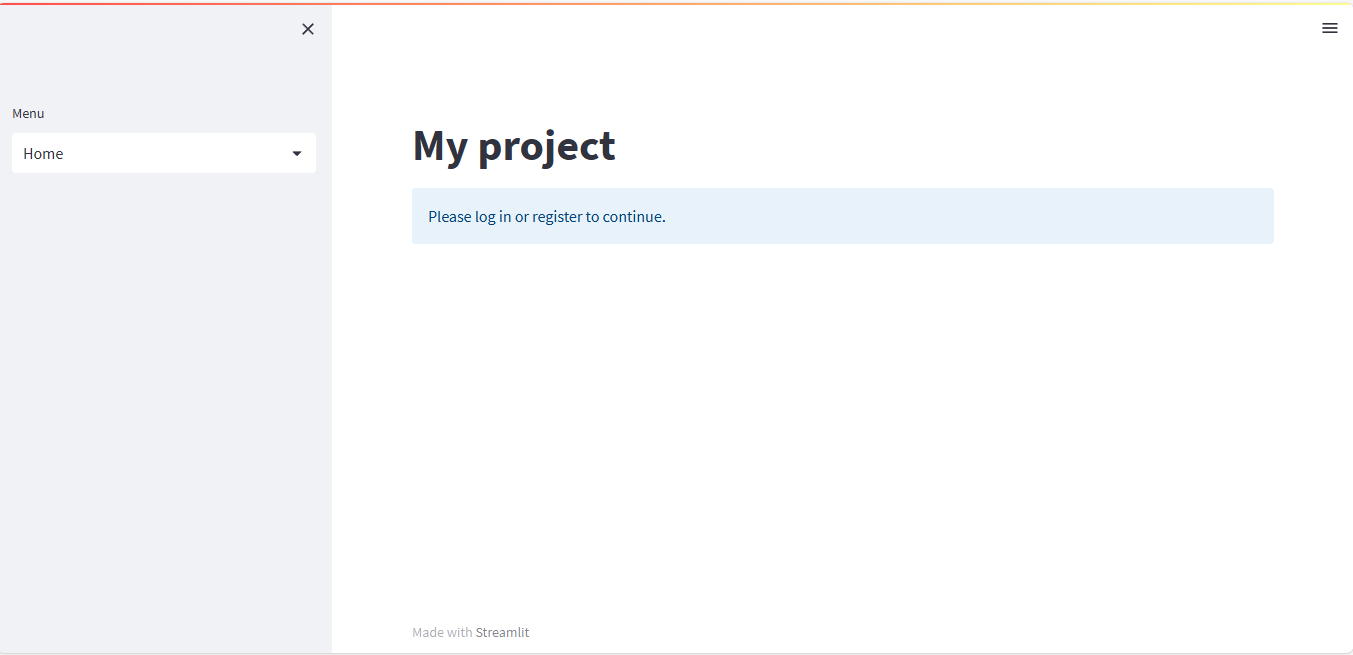 Menu
Home
My project
Please log in or register to continue.
Made with Streamlit